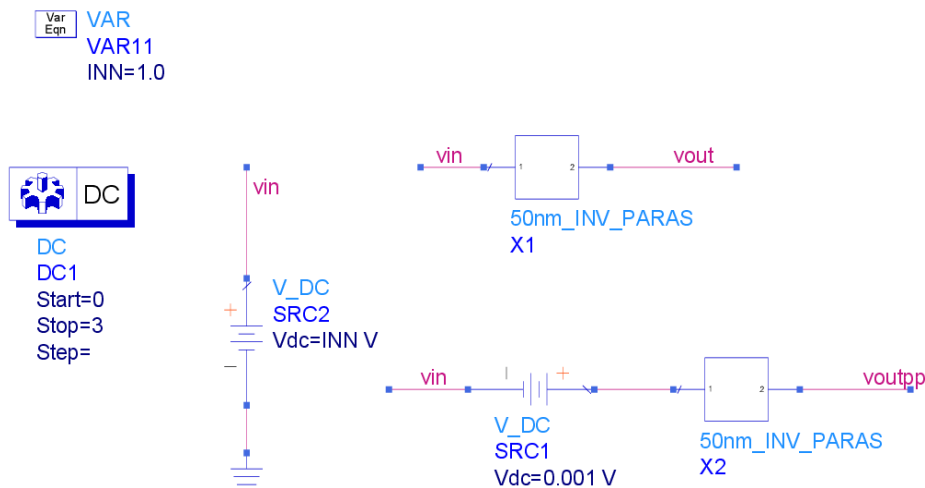 Var
Eqn
VAR
VAR11
INN=1.0
DC
DC
DC1
Start=0
Stop=3
Step=
vin
+
V_DC
SRC2
Vdc=INN V
vin
1
2
vout
50nm_INV_PARAS
X1
vin
+
V_DC
SRC1
Vdc=0.001 V
1
2
voutpp
50nm_INV_PARAS
X2